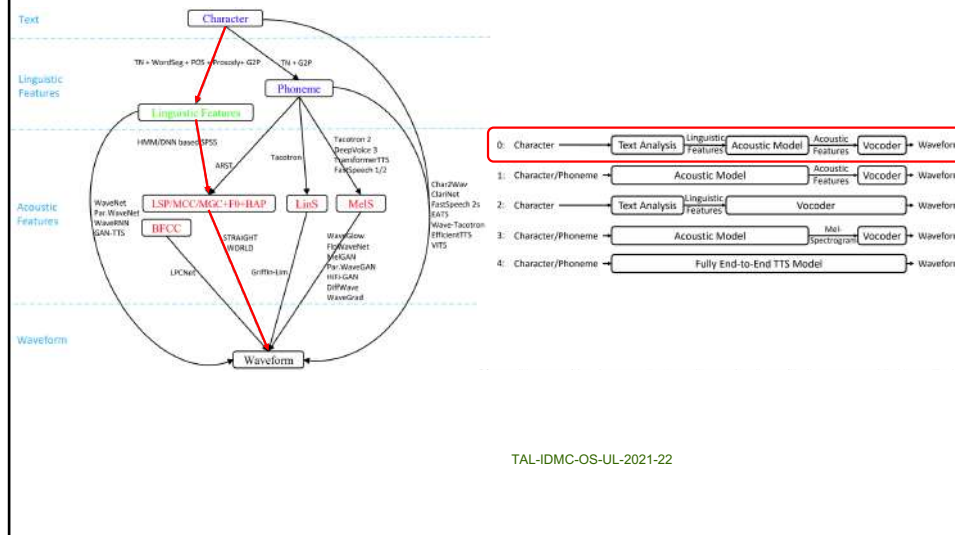 Text
Character
TN + WordSeg + POS + Prosody+ G2P
TN + G2P
Linguistic
Features
Phoneme
Linguistic Features
HMM/DNN based SPSS
ARST
Tacotron
Tacotron 2
DeepVoice 3
TransformerTTS
FastSpeech 1/2
Acoustic
Features
WaveNet
Par.WaveNet
WaveRNN
GAN-TTS
LSP/MCC/MGC+F0+BAP
LinS
MelS
BFCC
Char2Wav
ClariNet
FastSpeech 2s
EATS
Wave-Tacotron
EfficientTTS
VITS
LPCNet
STRAIGHT
WORLD
Griffin-Lim
WaveGlow
FloWaveNet
MelGAN
Par.WaveGAN
HiFi-GAN
DiffWave
WaveGrad
Waveform
Waveform
0: Character Text Analysis Linguistic Features Acoustic Model Acoustic Features Vocoder Waveform
1: Character/Phoneme Acoustic Model Acoustic Features Vocoder Waveform
2: Character Text Analysis Linguistic Features Vocoder Waveform
3: Character/Phoneme Acoustic Model Mel-Spectrogram Vocoder Waveform
4: Character/Phoneme Fully End-to-End TTS Model Waveform
TAL-IDMC-OS-UL-2021-22